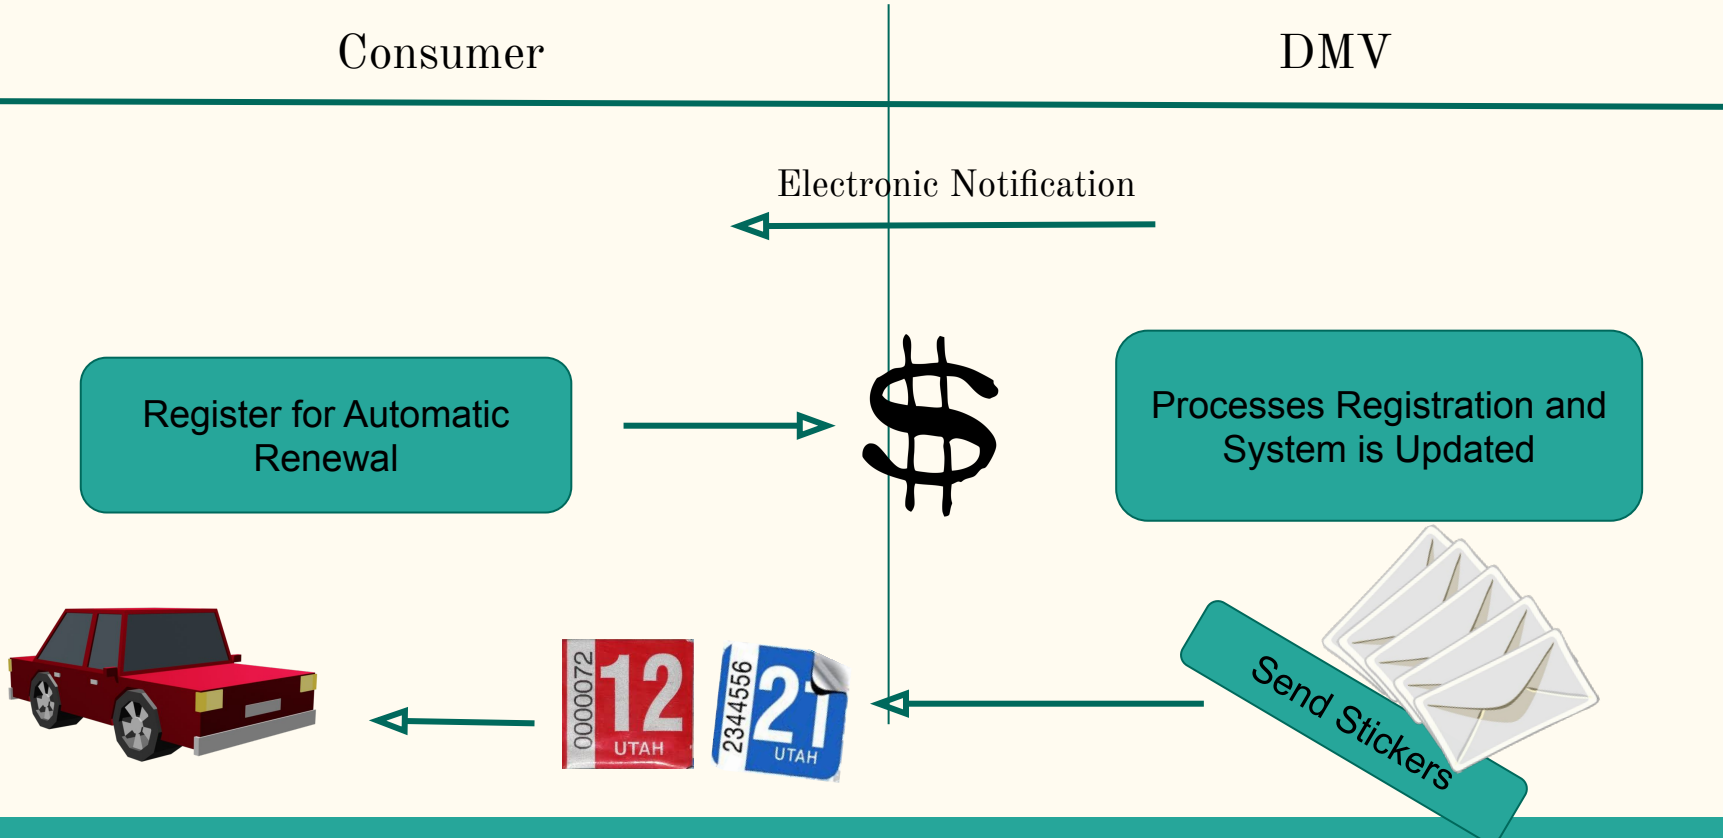 Consumer
DMV
Electronic Notification
Register for Automatic
Renewal
$
Processes Registration and
System is Updated
0000072
12
UTAH
2344556
21
UTAH
Send Stickers